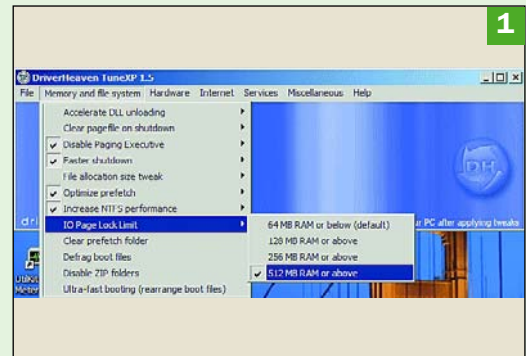 1
DriverHeaven TuneXP 1.5
File Memory and file system Hardware Internet Services Miscellaneous Help
Accelerate DLL unloading
Clear pagefile on shutdown
Disable Paging Executive
Faster shutdown
File allocation size tweak
Optimize prefetch
Increase NTFS performance
IO Page Lock Limit
64 MB RAM or below (default)
dri
ur PC after applying tweaks
Clear prefetch folder
128 MB RAM or above
Defrag boot files
256 MB RAM or above
Disable ZIP folders
512 MB RAM or above
Ultra-fast booting (rearrange boot files)
DH
Meter